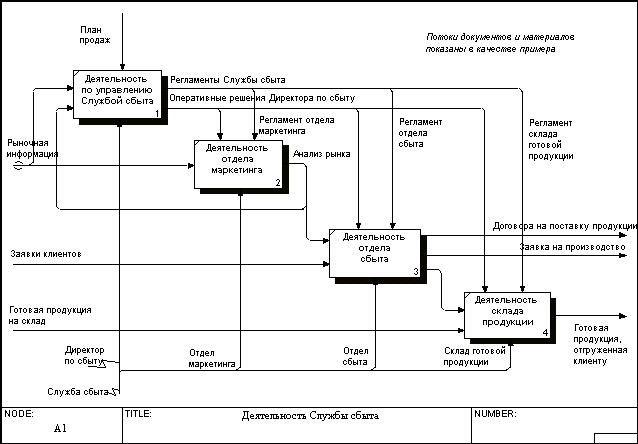 План
продаж
Потоки документов и материалов
показаны в качестве примера
Деятельность
по управлению
Службой сбыта
1
Регламенты Службы сбыта
Оперативные решения Директора по сбыту
Регламент отдела
маркетинга
Регламент
отдела
сбыта
Регламент
склада
готовой
продукции
Рыночная
информация
Деятельность
отдела
маркетинга
2
Анализ рынка
Деятельность
отдела
сбыта
3
Договора на поставку продукции
Заявка на производство
Заявки клиентов
Готовая продукция
на склад
Деятельность
склада
продукции
4
Готовая
продукция,
отгруженная
клиенту
Директор
по сбыту
Отдел
маркетинга
Отдел
сбыта
Склад готовой
продукции
Служба сбыта
NODE:
A1
TITLE:
Деятельность Службы сбыта
NUMBER: